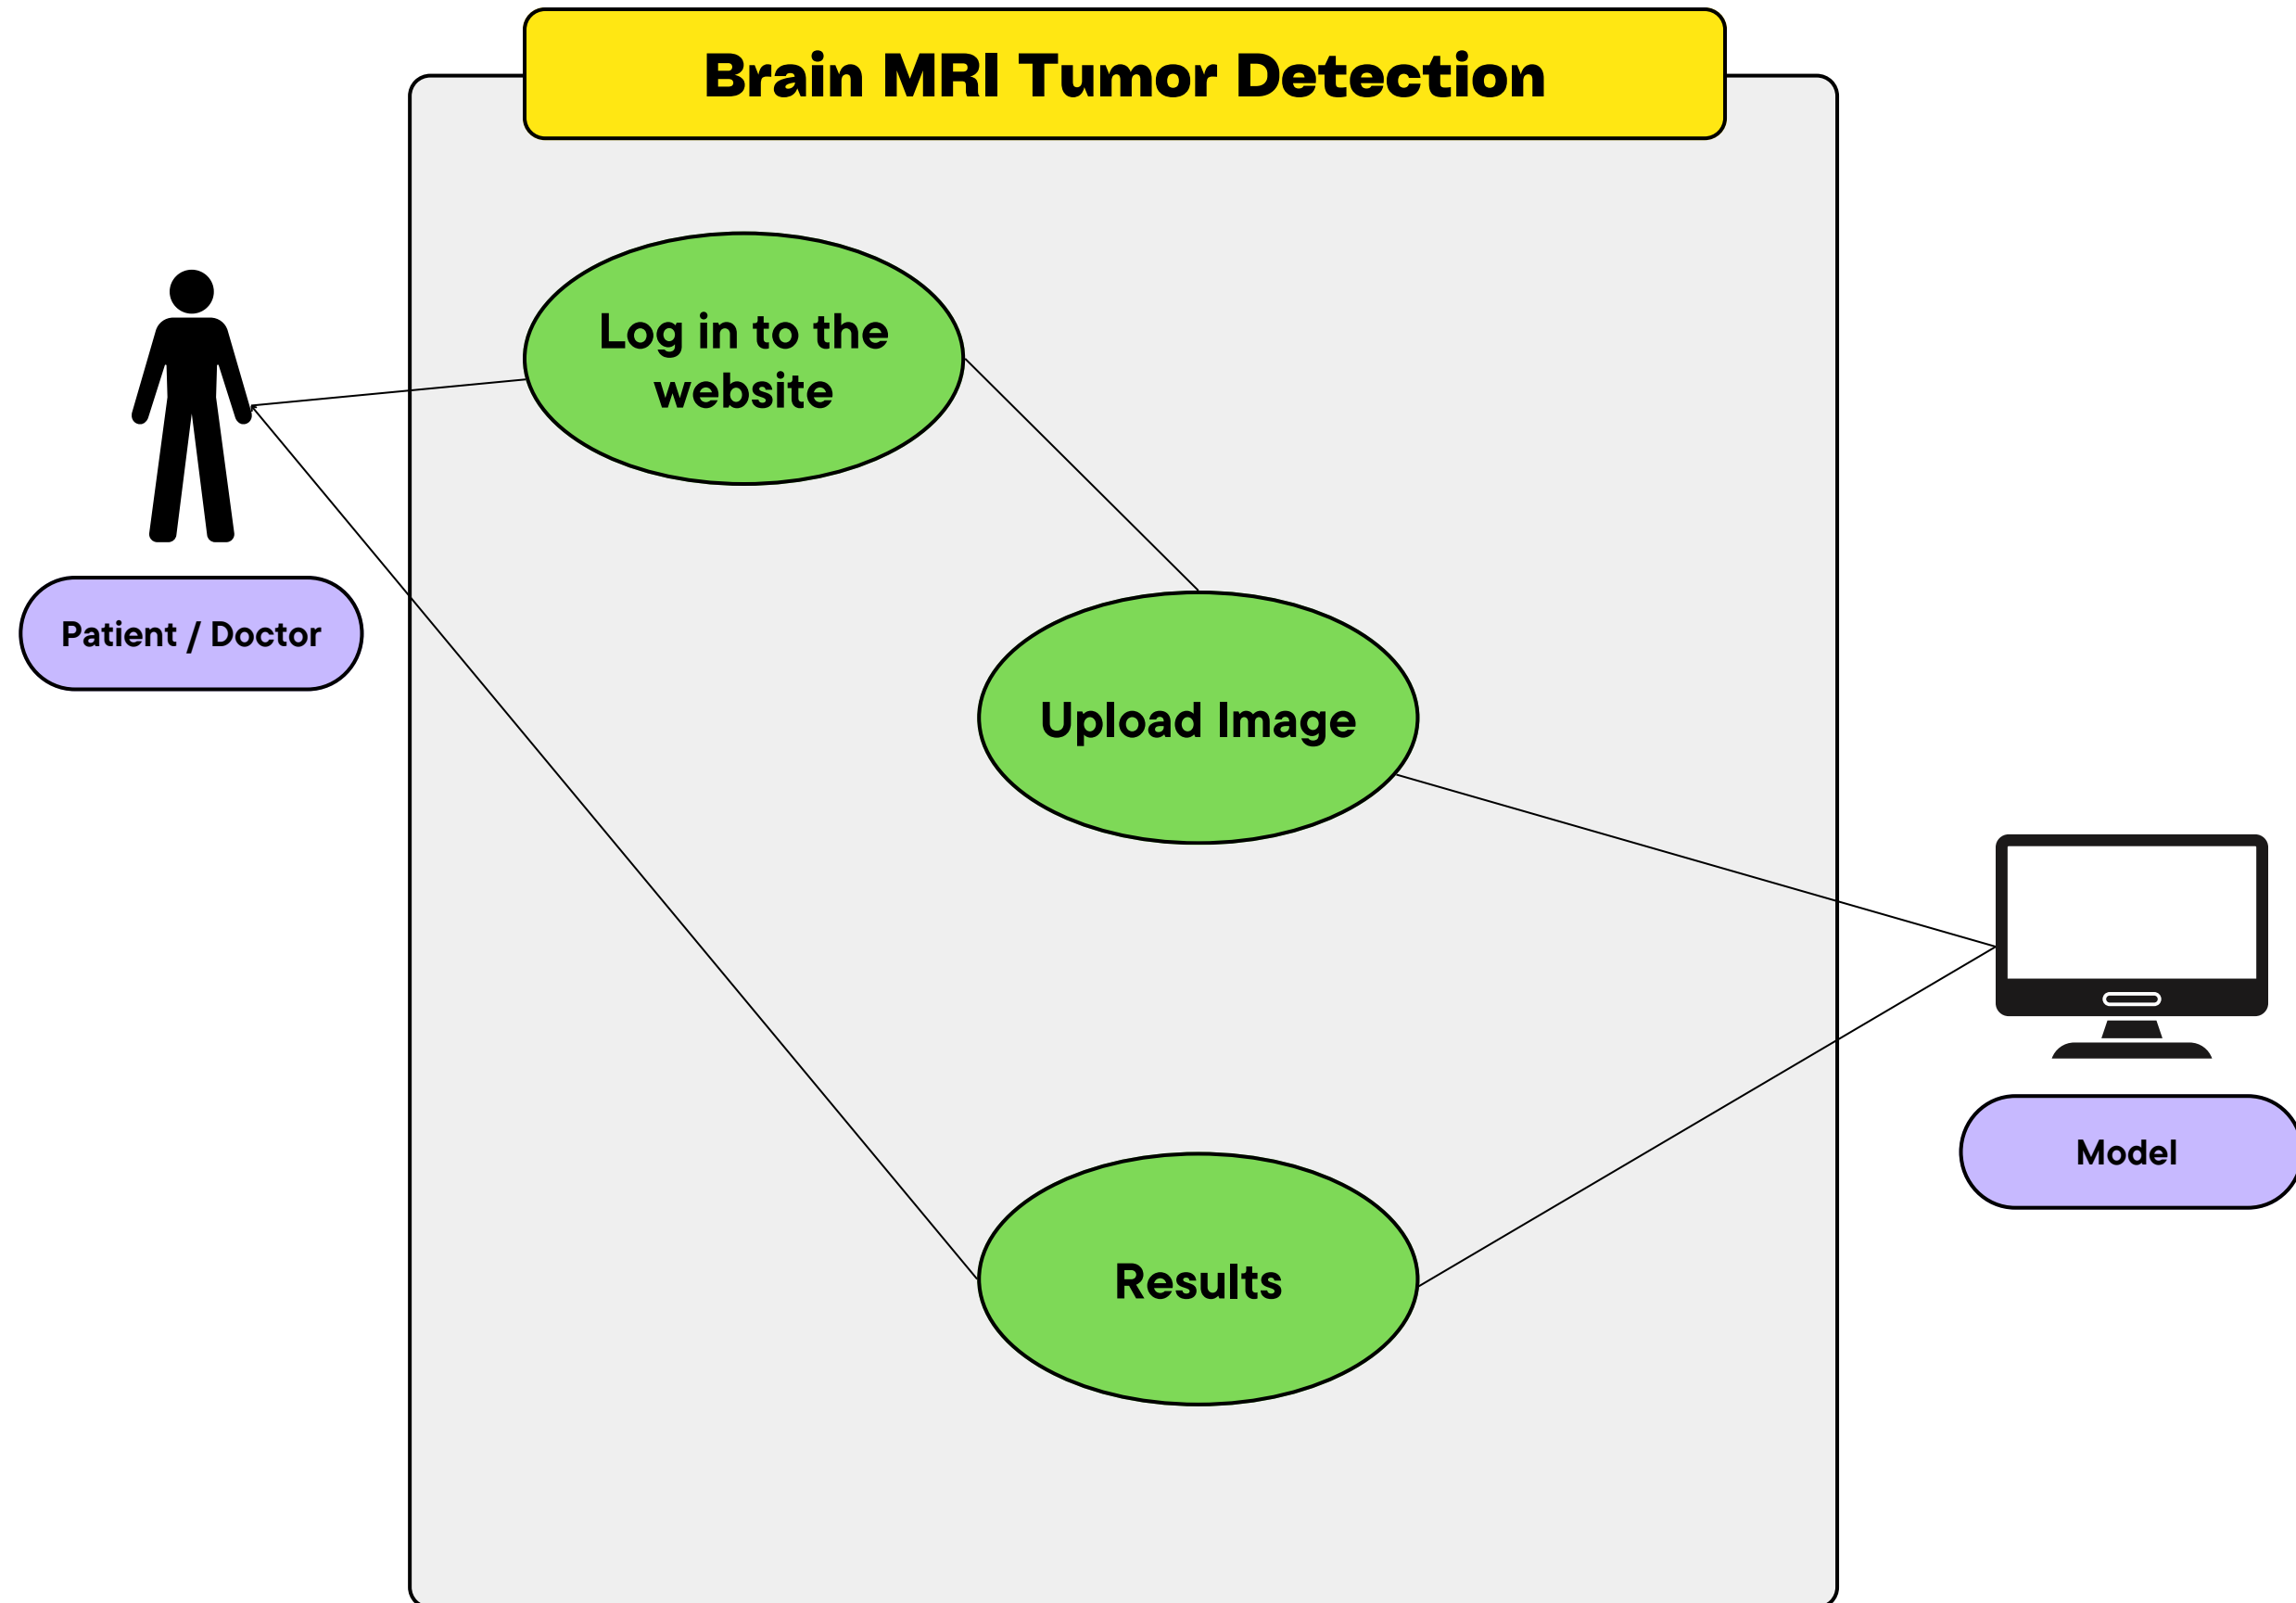 Brain MRI Tumor Detection
Log in to the
website
Patient / Doctor
Upload Image
Model
Results